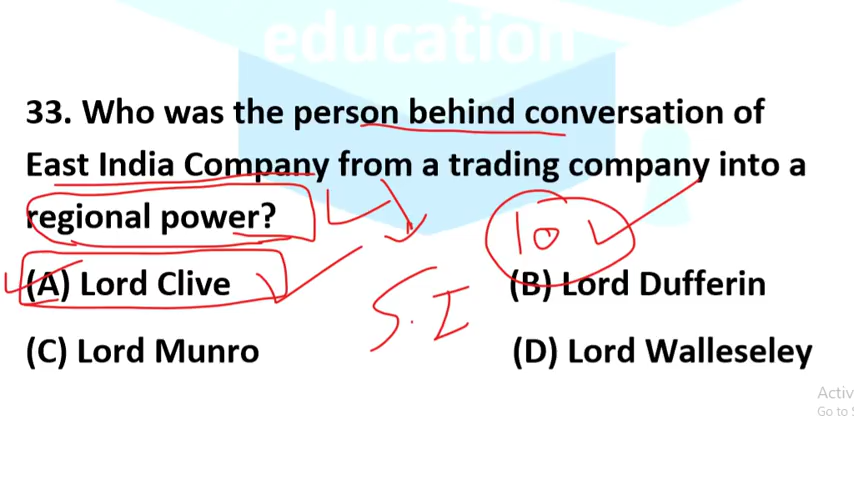 education
33. Who was the person behind conversation of
East India Company from a trading company into a
regional power?
10
(A) Lord Clive
(B) Lord Dufferin
S.I
(C) Lord Munro
(D) Lord Walleseley
Activ
Go to S